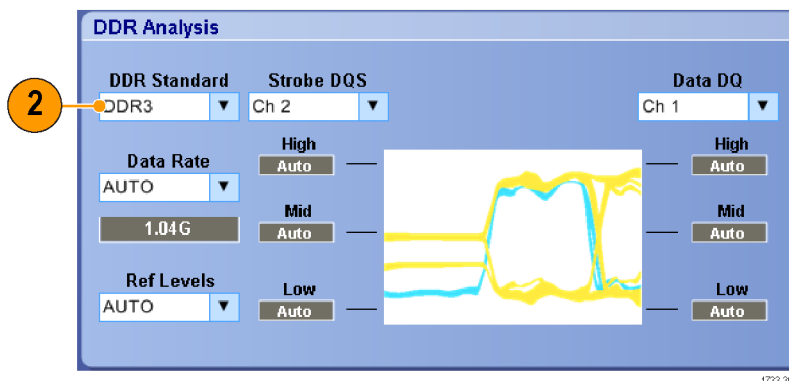 DDR Analysis
DDR Standard
Strobe DQS
Data DQ
2
DDR3
Ch 2
Ch 1
High
High
Data Rate
Auto
Auto
AUTO
Mid
Mid
1.04G
Auto
Auto
Ref Levels
Low
Low
AUTO
Auto
Auto